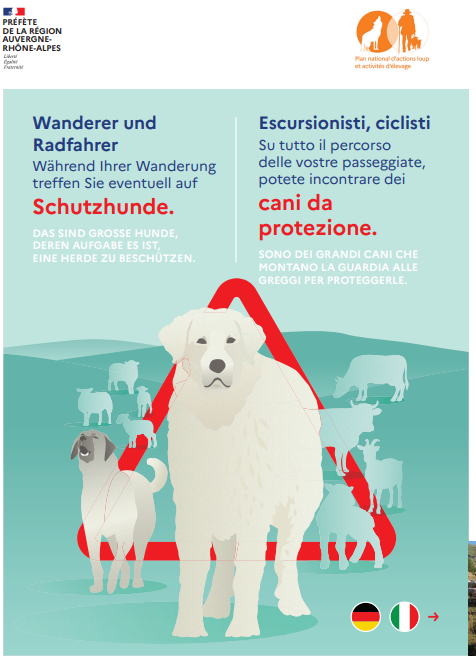 PRÉFÈTE
DE LA RÉGION
AUVERGNE-
RHÔNE-ALPES
Liberté
Égalité
Fraternité
Plan national d'actions loup
et activités d'élevage
Wanderer und
Radfahrer
Während Ihrer Wanderung
treffen Sie eventuell auf
Schutzhunde.
DAS SIND GROSSE HUNDE,
DEREN AUFGABE ES IST,
EINE HERDE ZU BESCHÜTZEN.
Escursionisti, ciclisti
Su tutto il percorso
delle vostre passeggiate,
potete incontrare dei
cani da
protezione.
SONO DEI GRANDI CANI CHE
MONTANO LA GUARDIA ALLE
GREGGI PER PROTEGGERLE.